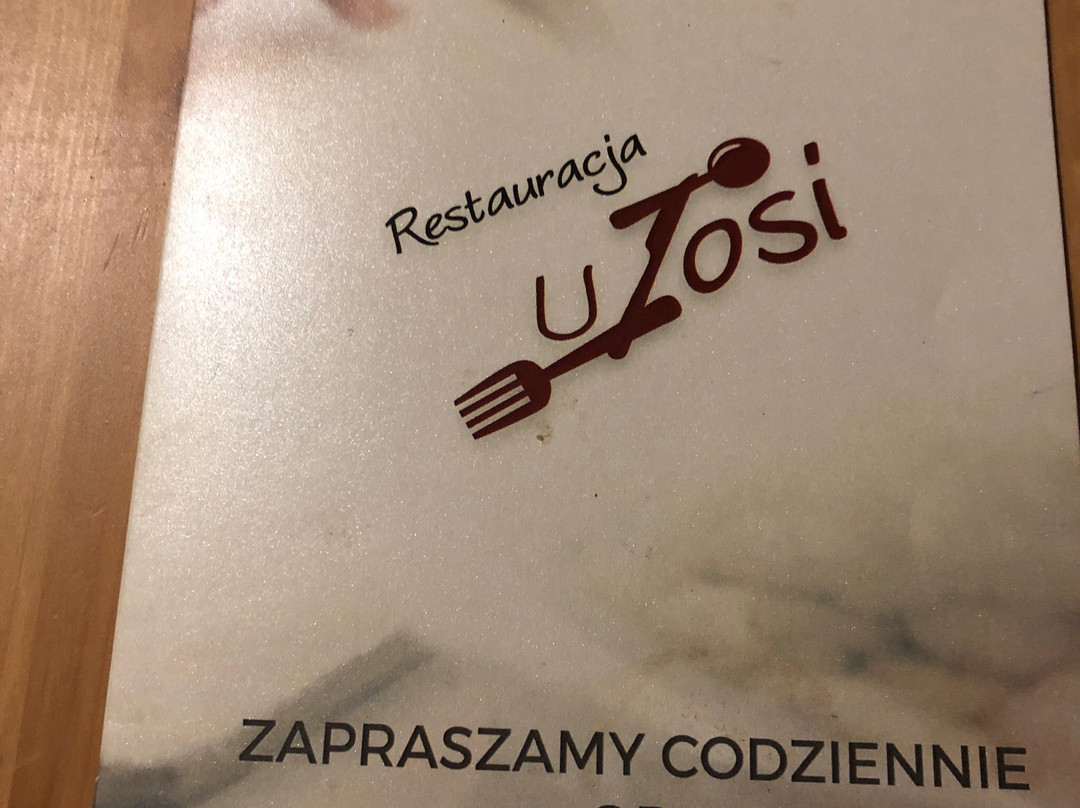 Restauracja
u Zosi
ZAPRASZAMY CODZIENNIE